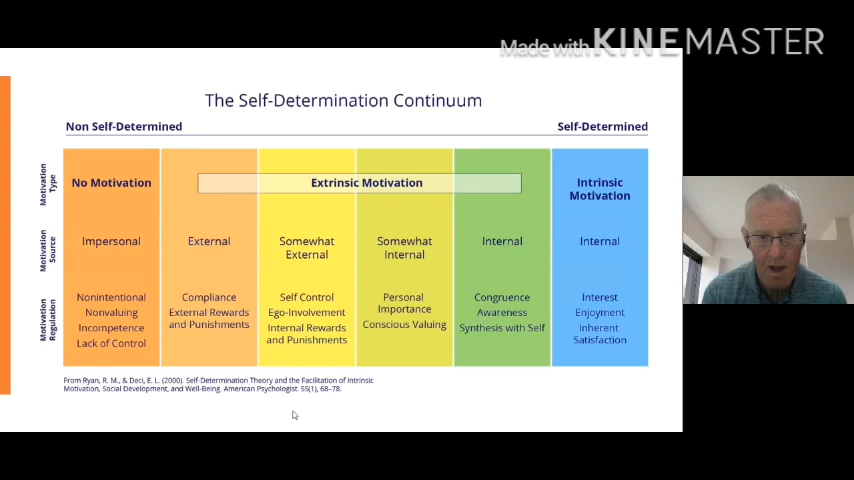 Made with KINEMASTER
The Self-Determination Continuum
Non Self-Determined
Self-Determined
Motivation
Type
No Motivation
Extrinsic Motivation
Intrinsic
Motivation
Motivation
Source
Impersonal
External
Somewhat
External
Somewhat
Internal
Internal
Internal
Motivation
Regulation
Nonintentional
Nonvaluing
Incompetence
Lack of Control
Compliance
External Rewards
and Punishments
Self Control
Ego-Involvement
Internal Rewards
and Punishments
Personal
Importance
Conscious Valuing
Congruence
Awareness
Synthesis with Self
Interest
Enjoyment
Inherent
Satisfaction
From Ryan, R. M., & Deci, E. L. (2000). Self-Determination Theory and the Facilitation of Intrinsic
Motivation, Social Development, and Well-Being. American Psychologist. 55(1), 68–78.